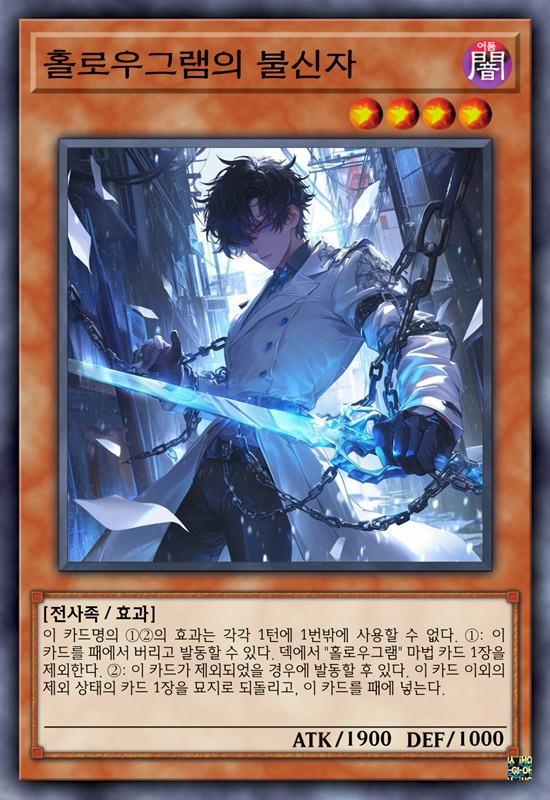 홀로우그램의 불신자
어둠
闇
[전사족 / 효과]
이 카드명의 ①②의 효과는 각각 1턴에 1번밖에 사용할 수 없다. ①: 이
카드를 패에서 버리고 발동할 수 있다. 덱에서 "홀로우그램" 마법 카드 1장을
제외한다. ②: 이 카드가 제외되었을 경우에 발동할 후 있다. 이 카드 이외의
제외 상태의 카드 1장을 묘지로 되돌리고, 이 카드를 패에 넣는다.
ATK/1900 DEF/1000